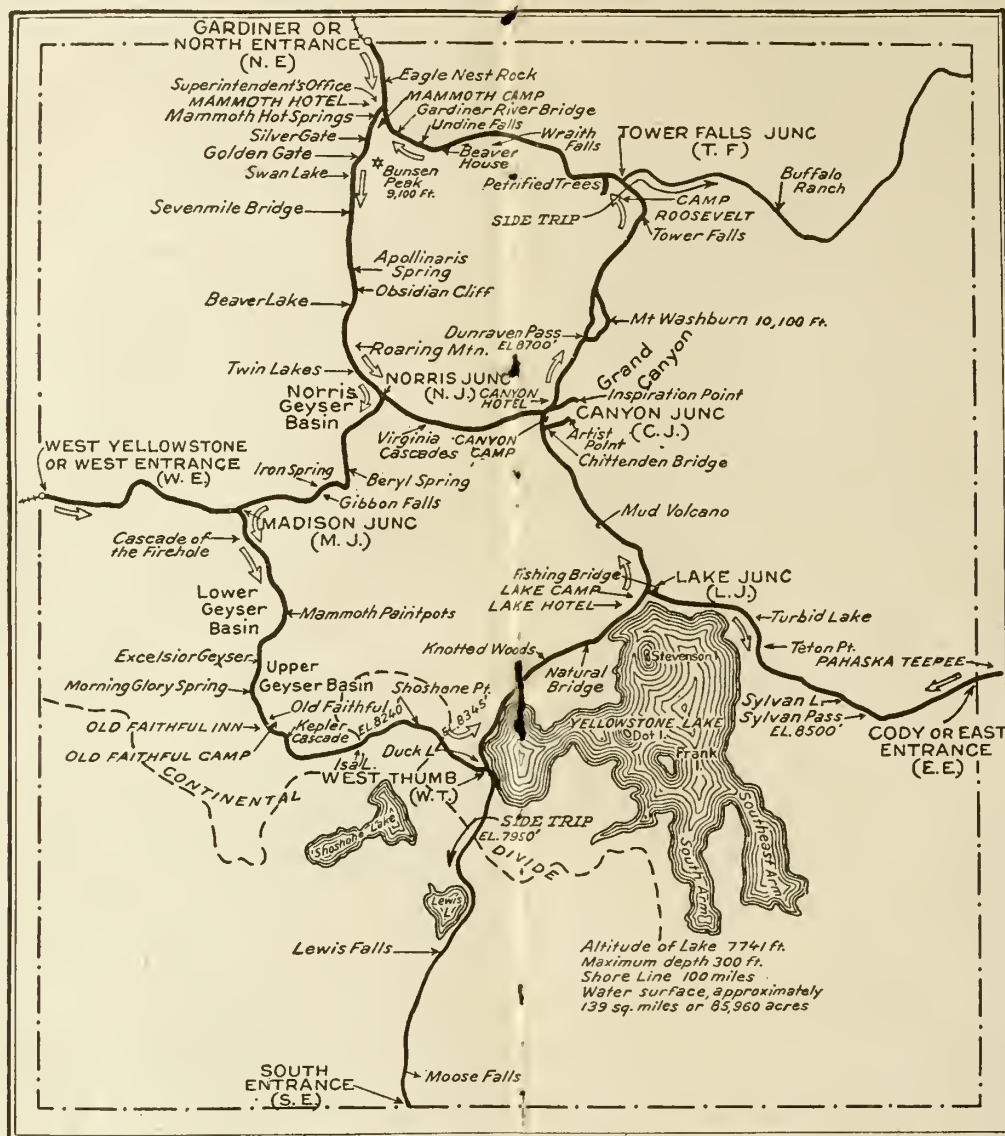 GARDINER OR
NORTH ENTRANCE
(N.E)
Eagle Nest Rock
Superintendent's Office
MAMMOTH CAMP
MAMMOTH HOTEL
Gardiner River Bridge
Mammoth Hot Springs
Undine Falls
Silver Gate
Wraith
Falls
TOWER FALLS JUNC
(T. F)
Golden Gate
Beaver
House
Bunsen
Peak
9,100 Ft.
Swan Lake
Petrified Trees
Buffalo
Ranch
CAMP
ROOSEVELT
SIDE TRIP
Sevenmile Bridge
Tower Falls
Apollinaris
Spring
Obsidian Cliff
Beaver Lake
Mt Washburn 10,100 Ft.
Dunraven Pass
EL 8700'
Roaring Mtn.
Twin Lakes
Grand
Canyon
NORRIS JUNC
(N. J.)
CANYON
HOTEL
Inspiration Point
Norris
Geyser
Basin
CANYON JUNC
(C. J.)
Virginia
Cascades
CANYON
CAMP
Artist
Point
Chittenden Bridge
WEST YELLOWSTONE
OR WEST ENTRANCE
(W. E)
Iron Spring
Beryl Spring
Gibbon Falls
MADISON JUNC
(M. J.)
Mud Volcano
Cascade of
the Firehole
Fishing Bridge
LAKE JUNC
(L. J.)
LAKE CAMP
LAKE HOTEL
Lower
Geyser
Basin
Mammoth Paintpots
Turbid Lake
Teton Pt.
PAHASKA TEEPEE
Excelsior Geyser
Knotted Woods
Natural
Bridge
Stevenson I
Upper
Geyser Basin
Shoshone Pt.
Morning Glory Spring
Sylvan L.
Sylvan Pass
EL. 8500'
Old Faithful
EL 8240'
EL 8345'
YELLOWSTONE LAKE
Dot I.
OLD FAITHFUL INN
Kepler
Cascade
CODY OR EAST
ENTRANCE
(E. E)
OLD FAITHFUL CAMP
Isa L.
Duck L.
Frank I
WEST THUMB
(W. T.)
CONTINENTAL
SIDE TRIP
EL. 7950'
DIVIDE
Shoshone Lake
Southeast Arm
South Arm
Lewis
L.
Lewis Falls
Altitude of Lake 7741 ft.
Maximum depth 300 ft.
Shore Line 100 miles
Water surface, approximately
139 sq. miles or 85,960 acres
SOUTH
ENTRANCE
(S. E.)
Moose Falls